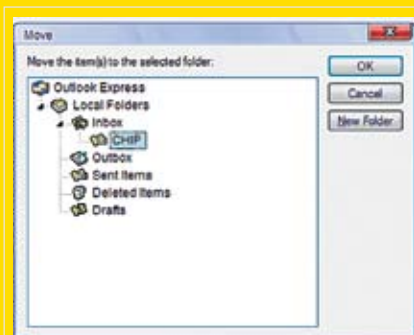 Move
Move the item(s) to the selected folder:
OK
Cancel
New Folder
Outlook Express
Local Folders
Inbox
CHIP
Outbox
Sent Items
Deleted Items
Drafts